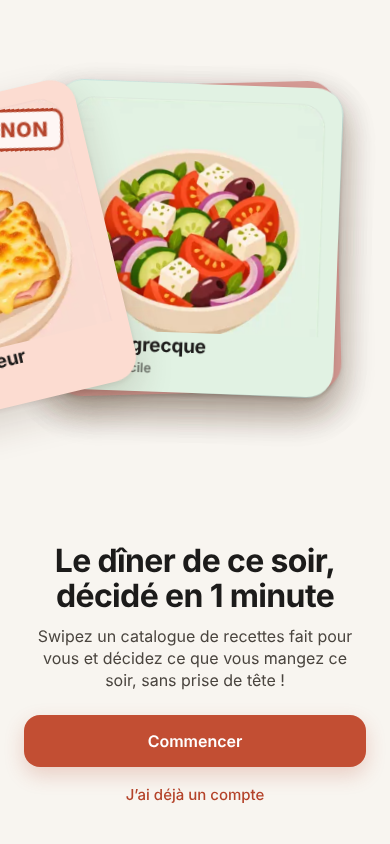 NON
eur
grecque
cile
Le dîner de ce soir,
décidé en 1 minute
Swipez un catalogue de recettes fait pour
vous et décidez ce que vous mangez ce
soir, sans prise de tête !
Commencer
J'ai déjà un compte